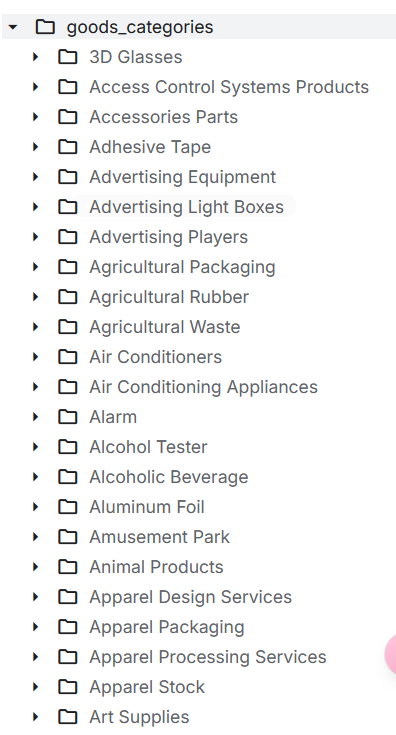 goods_categories
3D Glasses
Access Control Systems Products
Accessories Parts
Adhesive Tape
Advertising Equipment
Advertising Light Boxes
Advertising Players
Agricultural Packaging
Agricultural Rubber
Agricultural Waste
Air Conditioners
Air Conditioning Appliances
Alarm
Alcohol Tester
Alcoholic Beverage
Aluminum Foil
Amusement Park
Animal Products
Apparel Design Services
Apparel Packaging
Apparel Processing Services
Apparel Stock
Art Supplies